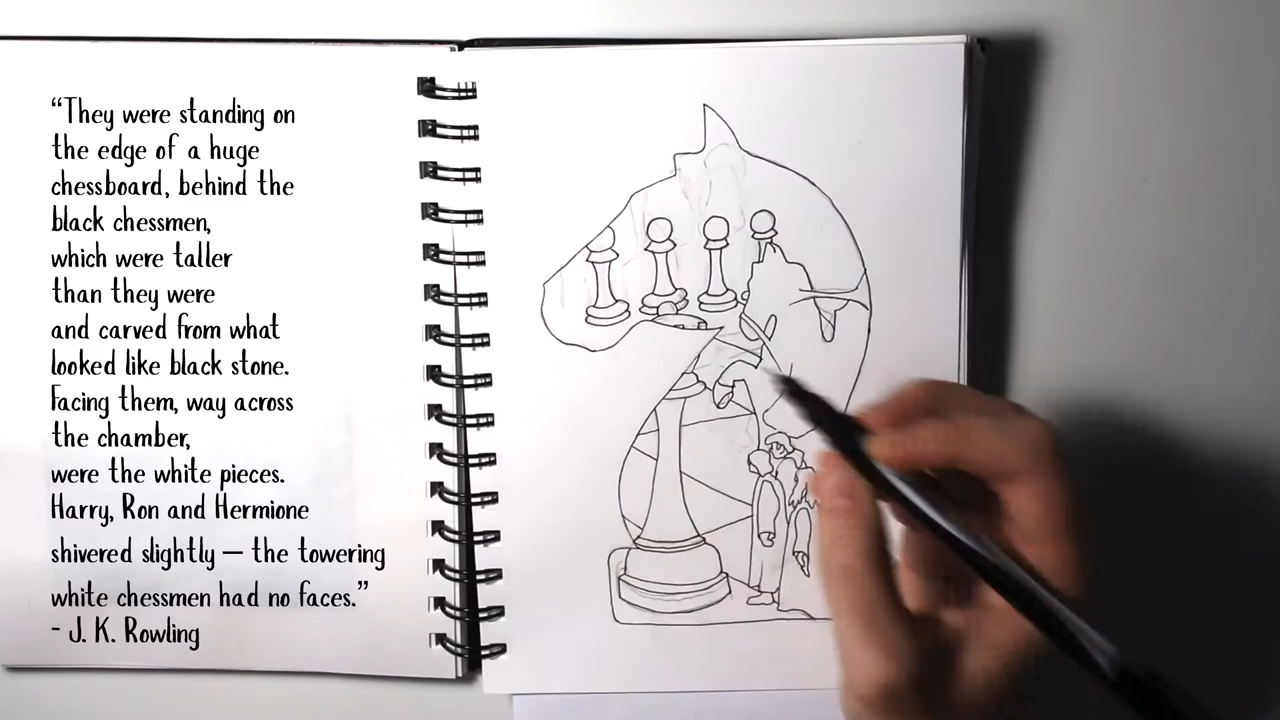 “They were standing on
the edge of a huge
chessboard, behind the
black chessmen,
which were taller
than they were
and carved from what
looked like black stone.
Facing them, way across
the chamber,
were the white pieces.
Harry, Ron and Hermione
shivered slightly – the towering
white chessmen had no faces.”
- J. K. Rowling